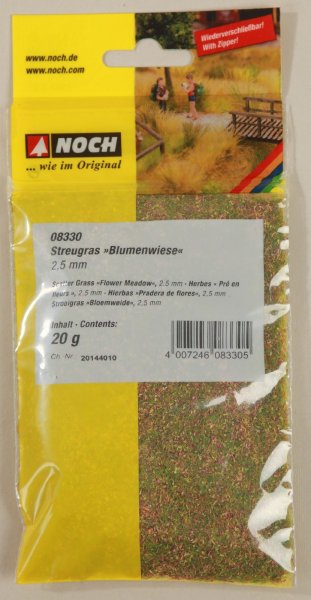 www.noch.de
www.noch.com
Wiederverschließbar!
With Zipper!
NOCH
... wie im Original
08330
Streugras »Blumenwiese«
2,5 mm
Scatter Grass «Flower Meadow», 2,5 mm · Herbes « Pré en
fleurs », 2,5 mm · Hierbas «Pradera de flores», 2,5 mm
Strooigras «Bloemweide», 2,5 mm
Inhalt · Contents:
20 g
Ch. Nr. 20144010
4 007246 083305